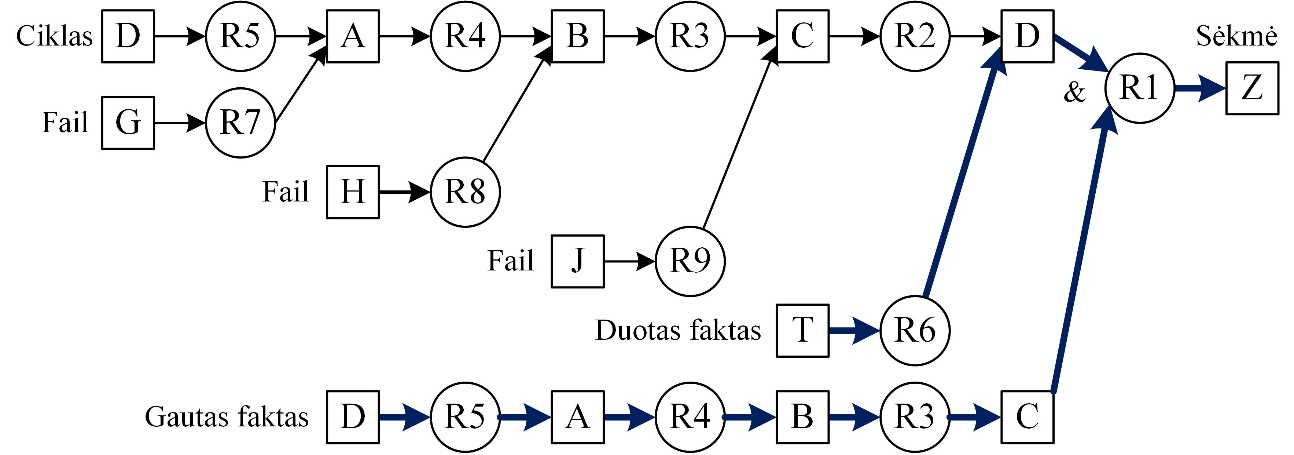 Ciklas D R5 A R4 B R3 C R2 D Sėkmė
& R1 Z
Fail G R7
Fail H R8
Fail J R9
Duotas faktas T R6
Gautas faktas D R5 A R4 B R3 C